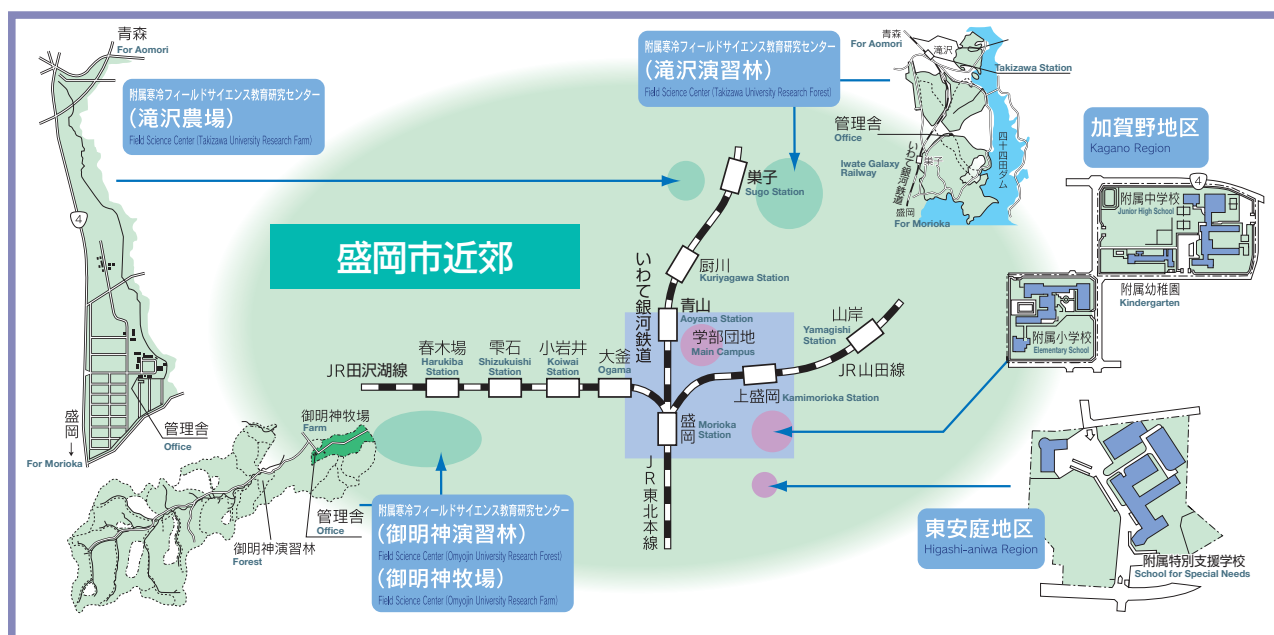 青森
For Aomori
附属寒冷フィールドサイエンス教育研究センター
(滝沢農場)
Field Science Center (Takizawa University Research Farm)
4
盛岡
For Morioka
管理舎
Office
附属寒冷フィールドサイエンス教育研究センター
(滝沢演習林)
Field Science Center (Takizawa University Research Forest)
青森
For Aomori
滝沢
Takizawa Station
管理舎
Office
いわて銀河鉄道
Iwate Galaxy
Railway
巣子
四十四田ダム
盛岡
For Morioka
加賀野地区
Kagano Region
4
附属中学校
Junior High School
附属幼稚園
Kindergarten
附属小学校
Elementary School
盛岡市近郊
巣子
Sugo Station
厨川
Kuriyagawa Station
いわて銀河鉄道
青山
Aoyama Station
学部団地
Main Campus
山岸
Yamagishi
Station
JR山田線
上盛岡
Kamimorioka Station
春木場
Harukiba
Station
雫石
Shizukuishi
Station
小岩井
Koiwai
Station
大釜
Ogama
JR田沢湖線
盛岡
Morioka
Station
JR東北本線
御明神牧場
Farm
管理舎
Office
御明神演習林
Forest
附属寒冷フィールドサイエンス教育研究センター
(御明神演習林)
Field Science Center (Omyojin University Research Forest)
(御明神牧場)
Field Science Center (Omyojin University Research Farm)
東安庭地区
Higashi-aniwa Region
附属特別支援学校
School for Special Needs